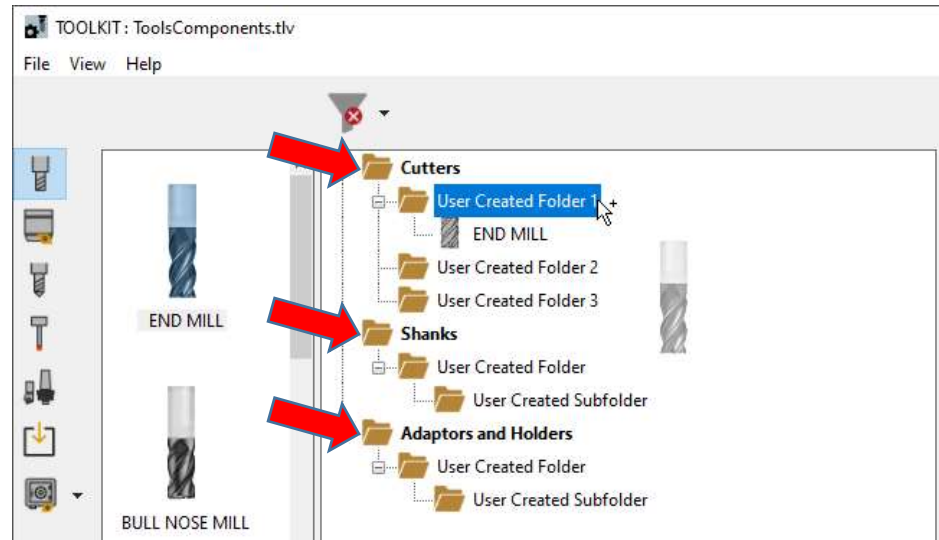 TOOLKIT : ToolsComponents.tlv
File View Help
Cutters
User Created Folder 1
END MILL
User Created Folder 2
User Created Folder 3
Shanks
User Created Folder
User Created Subfolder
Adaptors and Holders
User Created Folder
User Created Subfolder
END MILL
BULL NOSE MILL